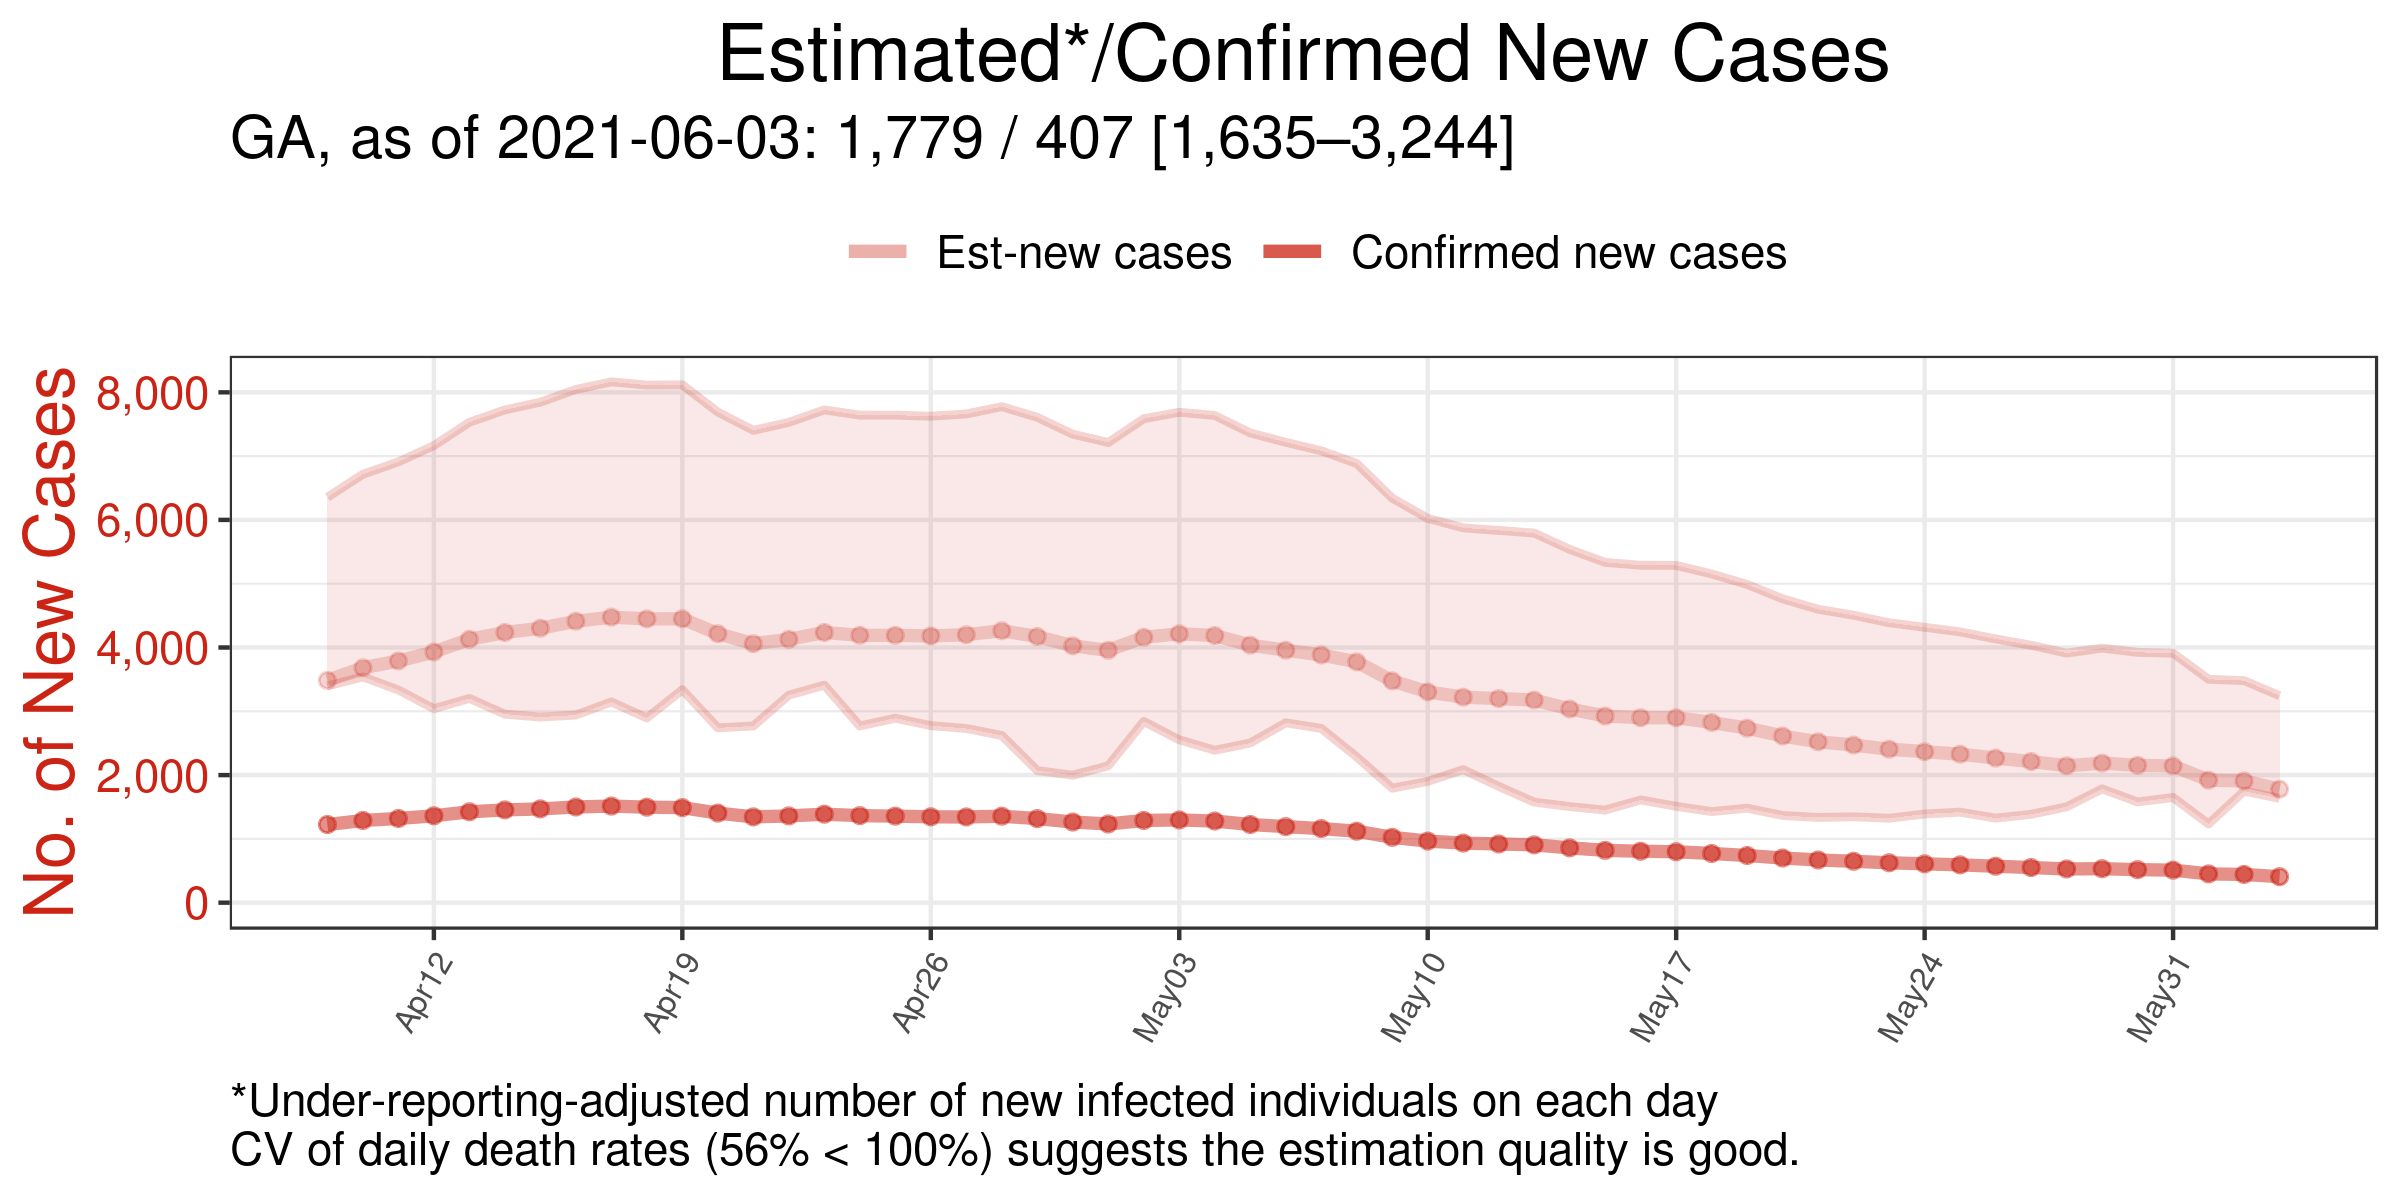 Estimated*/Confirmed New Cases
GA, as of 2021-06-03: 1,779 / 407 [1,635–3,244]
Est-new cases
Confirmed new cases
No. of New Cases
8,000
6,000
4,000
2,000
0
Apr12
Apr19
Apr26
May03
May10
May17
May24
May31
*Under-reporting-adjusted number of new infected individuals on each day
CV of daily death rates (56% < 100%) suggests the estimation quality is good.